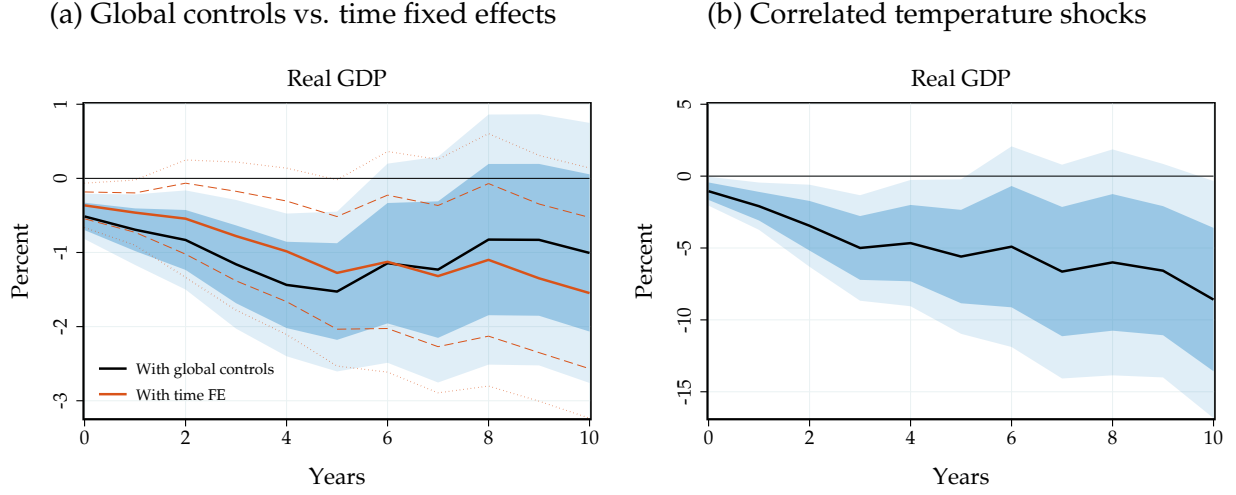 (a) Global controls vs. time fixed effects
Real GDP
Percent
1
0
-1
-2
-3
With global controls
With time FE
0 2 4 6 8 10
Years
(b) Correlated temperature shocks
Real GDP
Percent
5
0
-5
-10
-15
0 2 4 6 8 10
Years